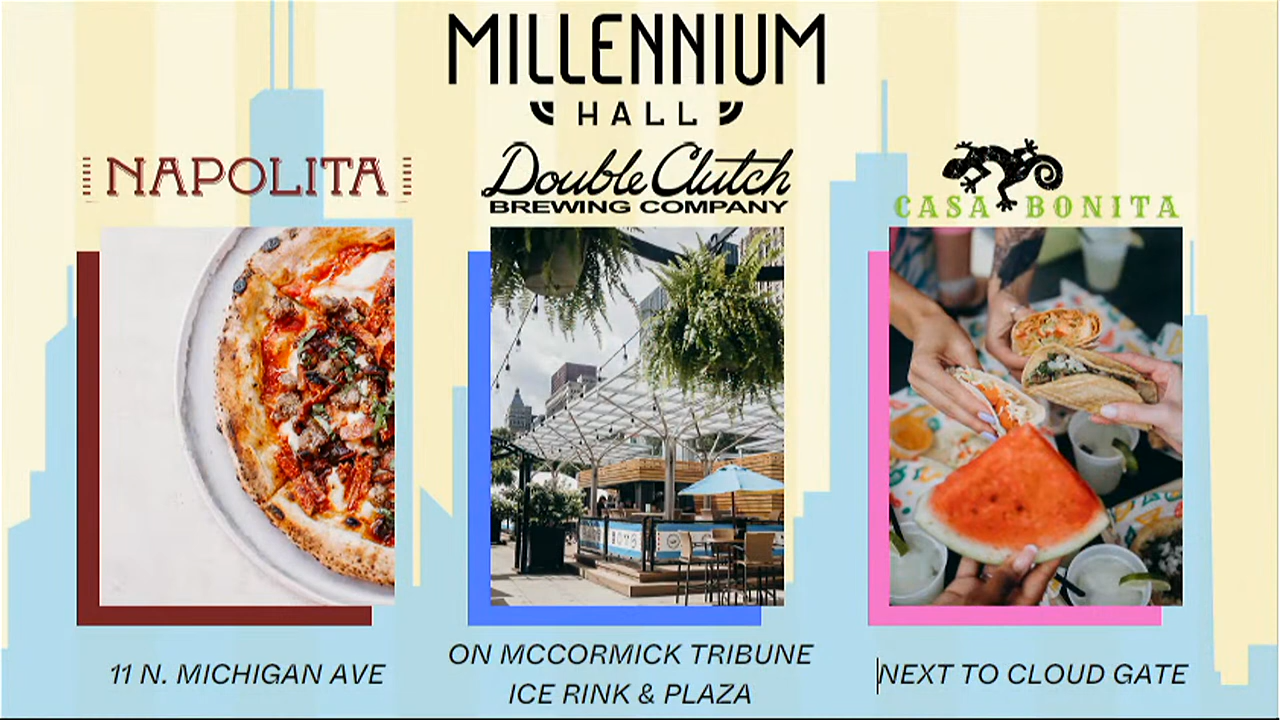 MILLENNIUM
HALL
NAPOLITA
Double Clutch
BREWING COMPANY
CASA BONITA
11 N. MICHIGAN AVE
ON MCCORMICK TRIBUNE
ICE RINK & PLAZA
NEXT TO CLOUD GATE